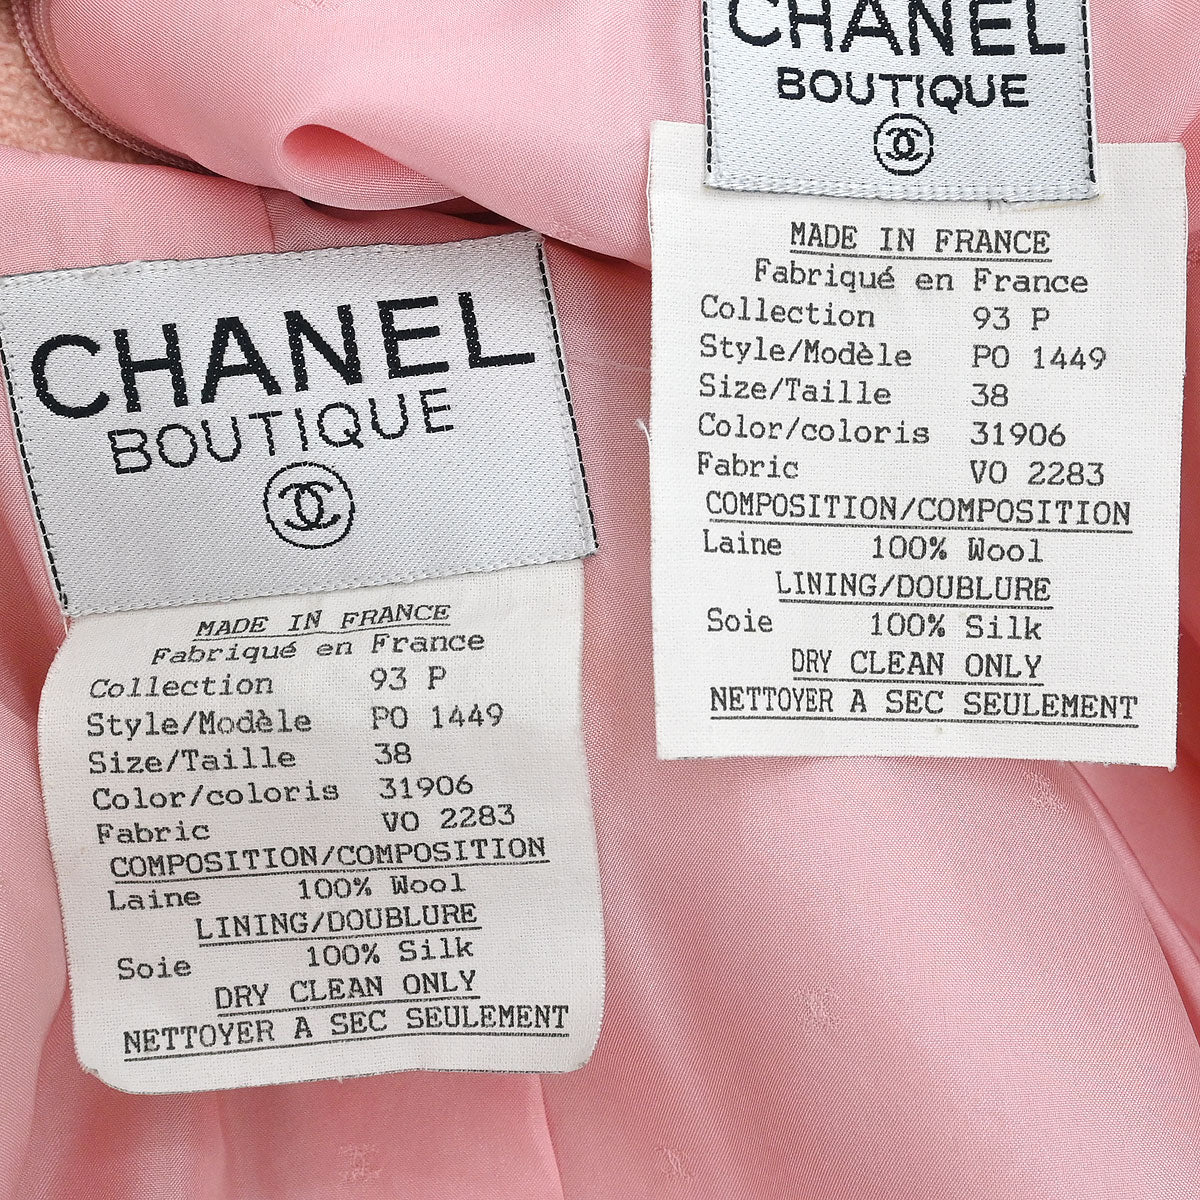 CHANEL
BOUTIQUE
MADE IN FRANCE
Fabriqué en France
Collection 93 P
Style/Modèle PO 1449
Size/Taille 38
Color/coloris 31906
Fabric VO 2283
COMPOSITION/COMPOSITION
Laine 100% Wool
LINING/DOUBLURE
Soie 100% Silk
DRY CLEAN ONLY
NETTOYER A SEC SEULEMENT
CHANEL
BOUTIQUE
MADE IN FRANCE
Fabriqué en France
Collection 93 P
Style/Modèle PO 1449
Size/Taille 38
Color/coloris 31906
Fabric VO 2283
COMPOSITION/COMPOSITION
Laine 100% Wool
LINING/DOUBLURE
Soie 100% Silk
DRY CLEAN ONLY
NETTOYER A SEC SEULEMENT